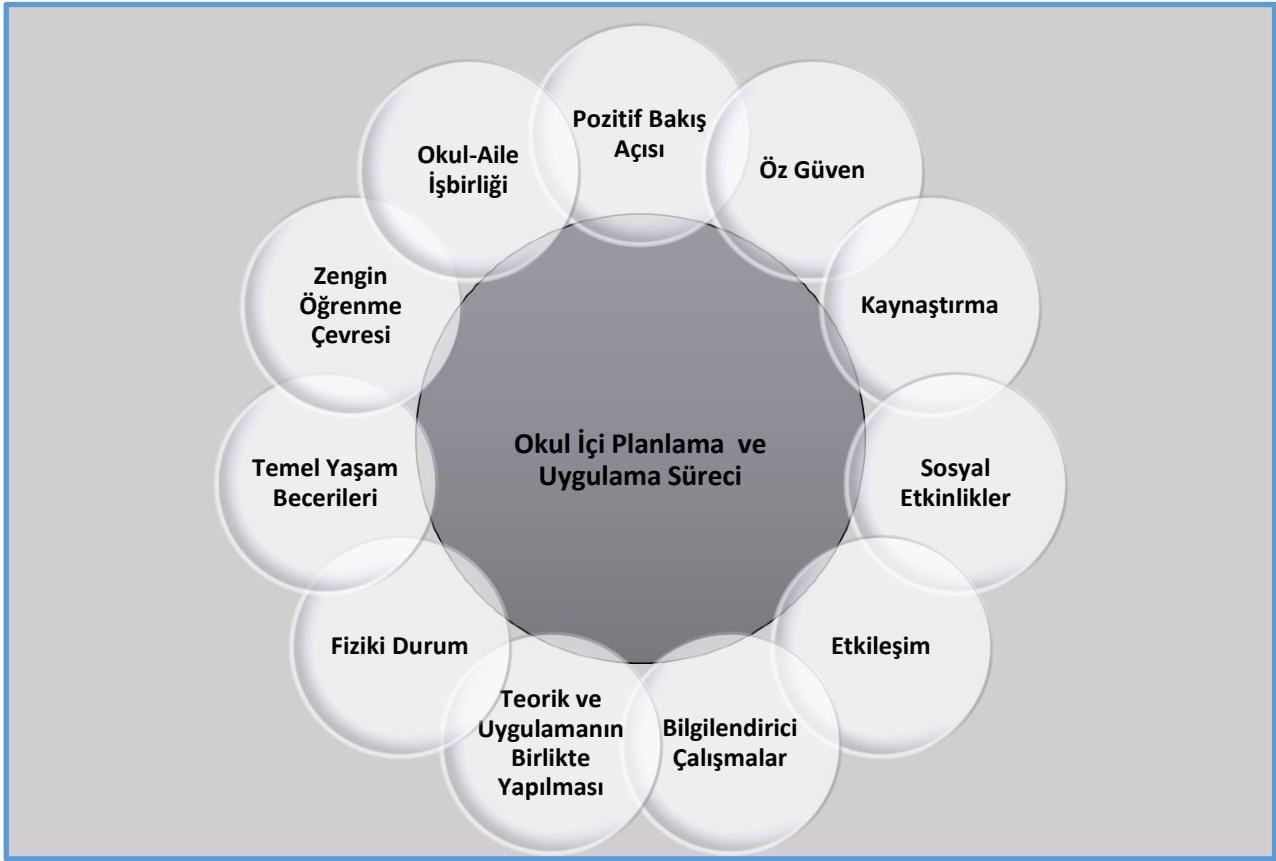 Pozitif Bakış
Açısı
Öz Güven
Kaynaştırma
Sosyal
Etkinlikler
Etkileşim
Bilgilendirici
Çalışmalar
Teorik ve
Uygulamanın
Birlikte
Yapılması
Fiziki Durum
Temel Yaşam
Becerileri
Zengin
Öğrenme
Çevresi
Okul-Aile
İşbirliği
Okul İçi Planlama ve
Uygulama Süreci